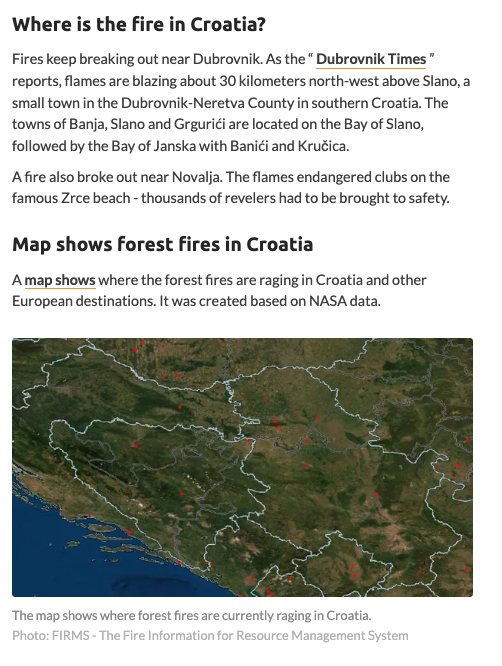 Where is the fire in Croatia?
Fires keep breaking out near Dubrovnik. As the “ Dubrovnik Times ”
reports, flames are blazing about 30 kilometers north-west above Slano, a
small town in the Dubrovnik-Neretva County in southern Croatia. The
towns of Banja, Slano and Grgurići are located on the Bay of Slano,
followed by the Bay of Janska with Banići and Kručica.
A fire also broke out near Novalja. The flames endangered clubs on the
famous Zrce beach - thousands of revelers had to be brought to safety.
Map shows forest fires in Croatia
A map shows where the forest fires are raging in Croatia and other
European destinations. It was created based on NASA data.
The map shows where forest fires are currently raging in Croatia.
Photo: FIRMS - The Fire Information for Resource Management System